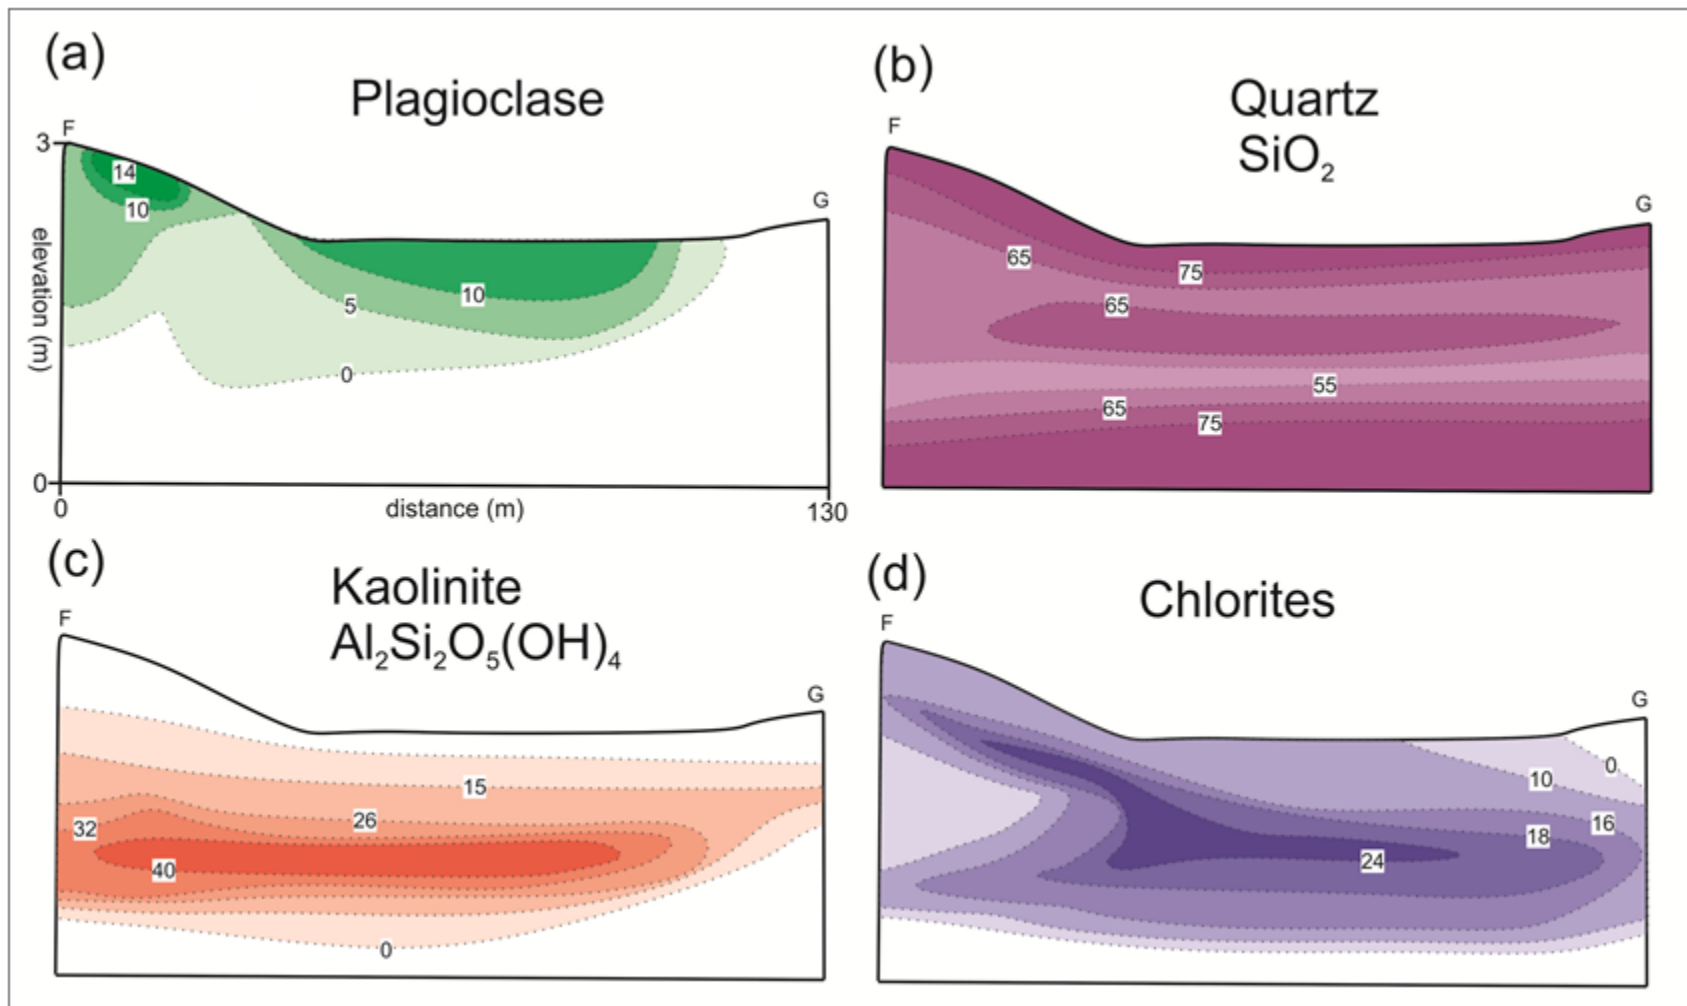 (a)
Plagioclase
F
3
14
10
G
elevation (m)
10
5
0
0
0
distance (m)
130
(b)
Quartz
SiO₂
F
G
65
75
65
55
65
75
(c)
Kaolinite
Al₂Si₂O₅(OH)₄
F
G
15
26
32
40
0
(d)
Chlorites
F
G
0
10
16
18
24